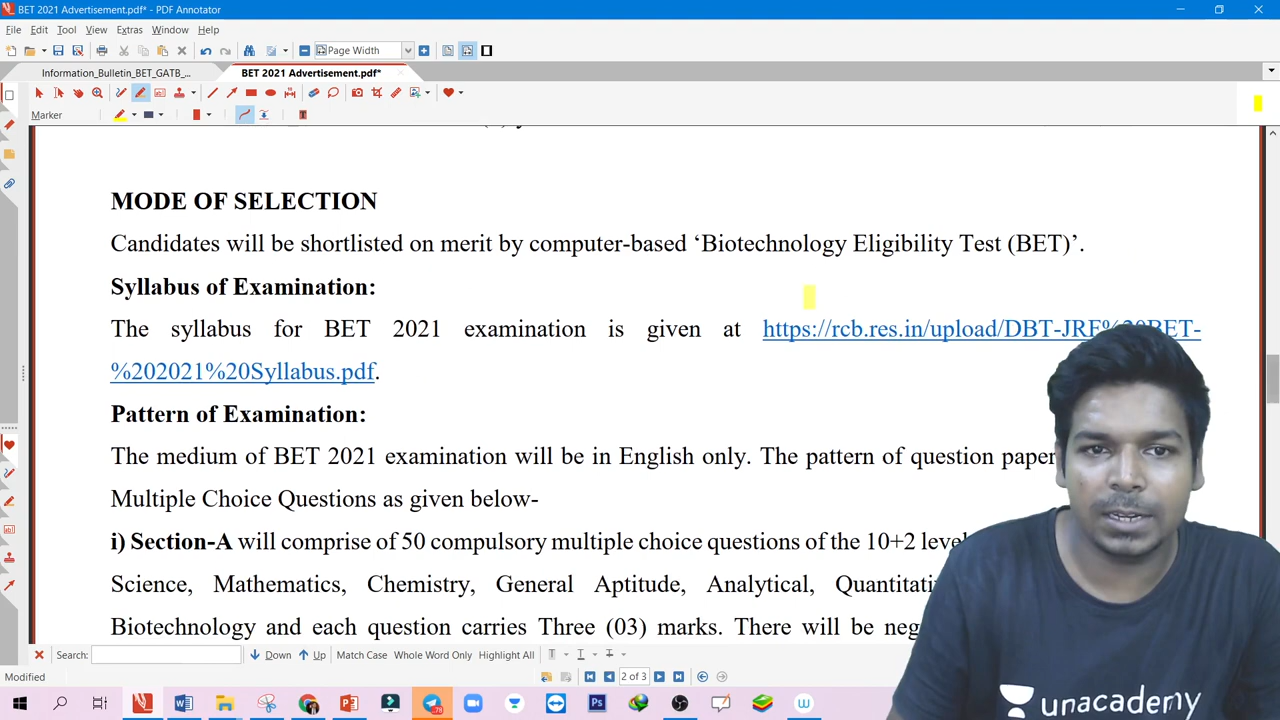 BET 2021 Advertisement.pdf* - PDF Annotator
File Edit Tool View Extras Window Help
Page Width
Information_Bulletin_BET_GATB_... BET 2021 Advertisement.pdf*
Marker
MODE OF SELECTION
Candidates will be shortlisted on merit by computer-based ‘Biotechnology Eligibility Test (BET)’.
Syllabus of Examination:
The syllabus for BET 2021 examination is given at https://rcb.res.in/upload/DBT-JRF%20BET-
%202021%20Syllabus.pdf.
Pattern of Examination:
The medium of BET 2021 examination will be in English only. The pattern of question paper
Multiple Choice Questions as given below-
i) Section-A will comprise of 50 compulsory multiple choice questions of the 10+2 level
Science, Mathematics, Chemistry, General Aptitude, Analytical,
Biotechnology and each question carries Three (03) marks. There will be
unacademy
Search: Down Up Match Case Whole Word Only Highlight All
Modified 2 of 3
78